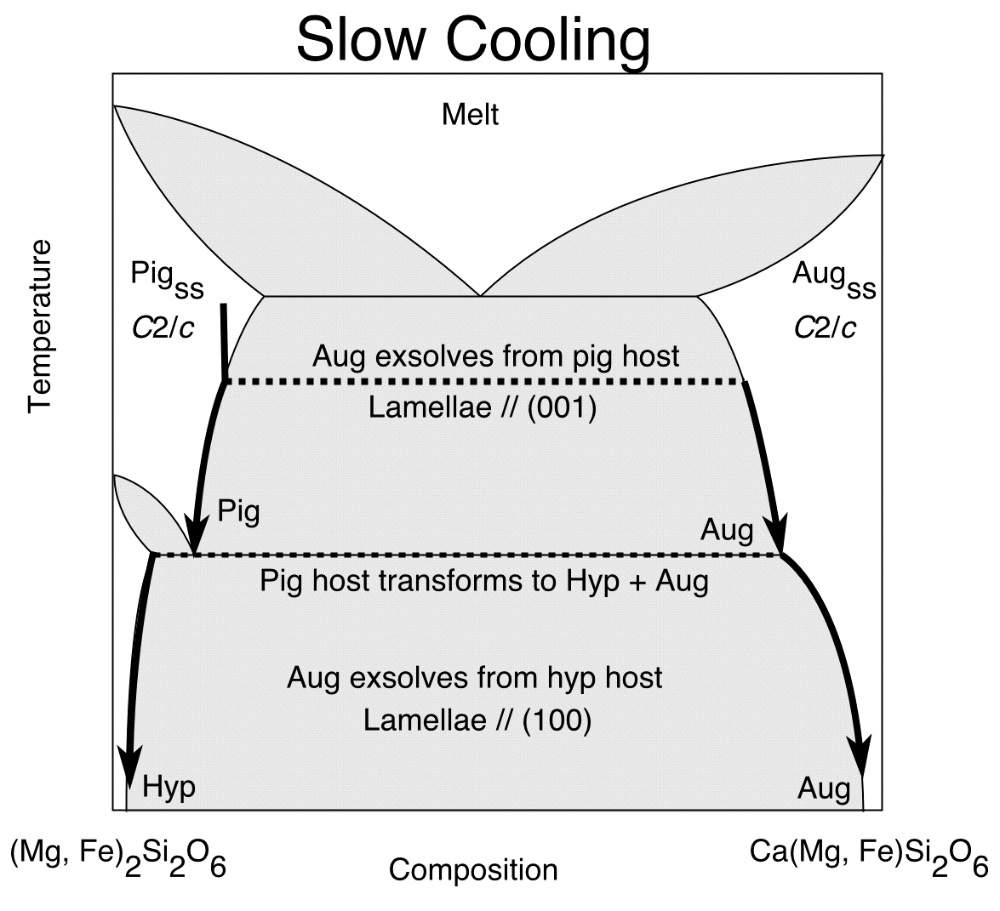 Slow Cooling
Melt
Temperature
Pigss
C2/c
Augss
C2/c
Aug exsolves from pig host
Lamellae // (001)
Pig
Aug
Pig host transforms to Hyp + Aug
Aug exsolves from hyp host
Lamellae // (100)
Hyp
Aug
(Mg, Fe)2Si2O6
Composition
Ca(Mg, Fe)Si2O6